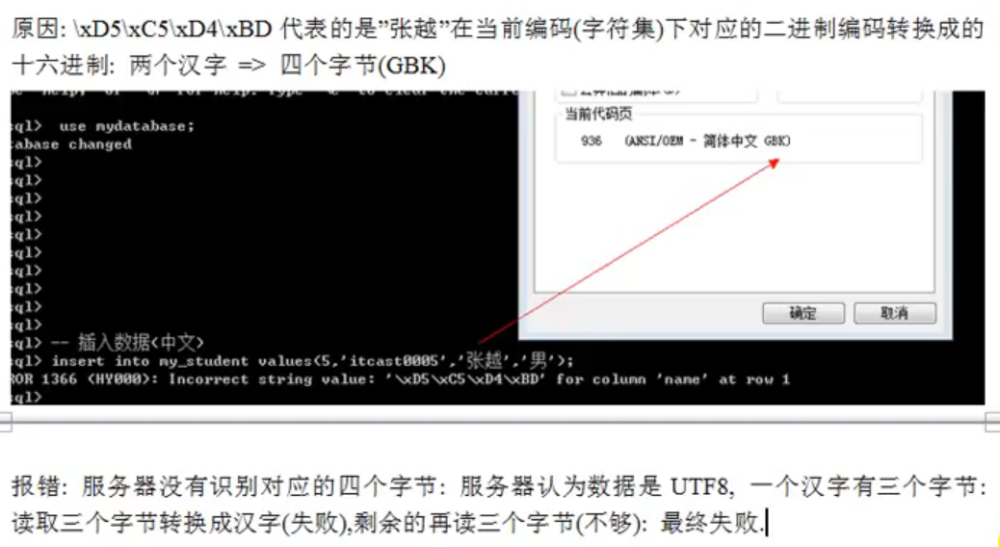 原因: \xD5\xC5\xD4\xBD 代表的是”张越”在当前编码(字符集)下对应的二进制编码转换成的
十六进制: 两个汉字 => 四个字节(GBK)
当前代码页
936 (ANSI/OEM - 简体中文 GBK)
ql> use mydatabase;
abase changed
ql>
ql>
ql>
ql>
ql>
ql>
ql>
ql>
ql>
ql>
确定 取消
ql> -- 插入数据<中文>
ql> insert into my_student values<5,'itcast0005','张越','男'>;
ROR 1366 <HY000>: Incorrect string value: '\xD5\xC5\xD4\xBD' for column 'name' at row 1
ql>
报错: 服务器没有识别对应的四个字节: 服务器认为数据是 UTF8, 一个汉字有三个字节:
读取三个字节转换成汉字(失败),剩余的再读三个字节(不够): 最终失败.